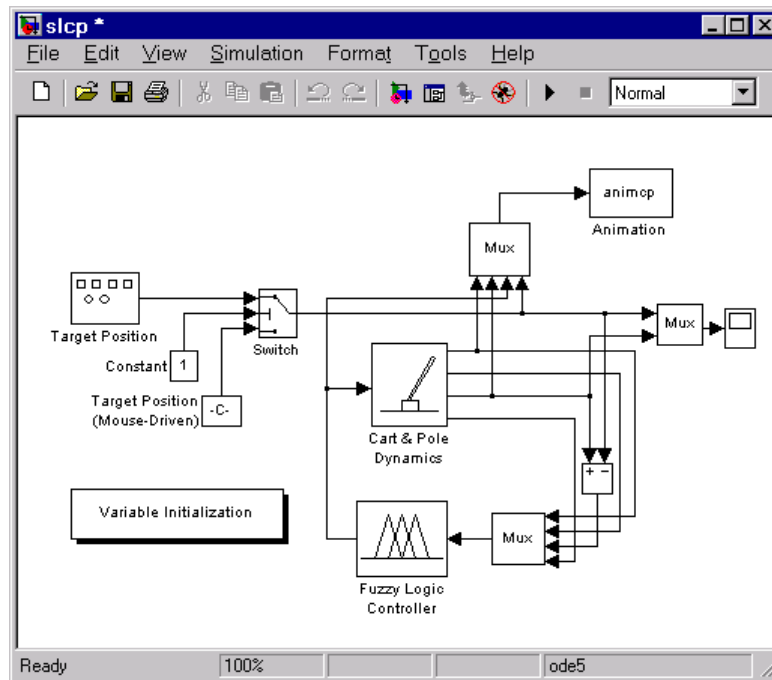 slcp *
File Edit View Simulation Format Tools Help
Normal
animcp
Animation
Mux
Target Position
Switch
Mux
Constant
1
Target Position
(Mouse-Driven)
-C-
Cart & Pole
Dynamics
+ −
Variable Initialization
Mux
Fuzzy Logic
Controller
Ready 100% ode5